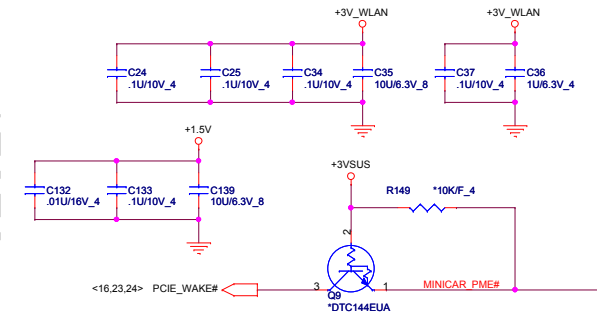 +3V_WLAN
+3V_WLAN
C24
.1U/10V_4
C25
.1U/10V_4
C34
.1U/10V_4
C35
10U/6.3V_8
C37
.1U/10V_4
C36
1U/6.3V_4
+1.5V
C132
.01U/16V_4
C133
.1U/10V_4
C139
10U/6.3V_8
+3VSUS
R149 *10K/F_4
2
<16,23,24> PCIE_WAKE#
3
1
MINICAR_PME#
Q9
*DTC144EUA